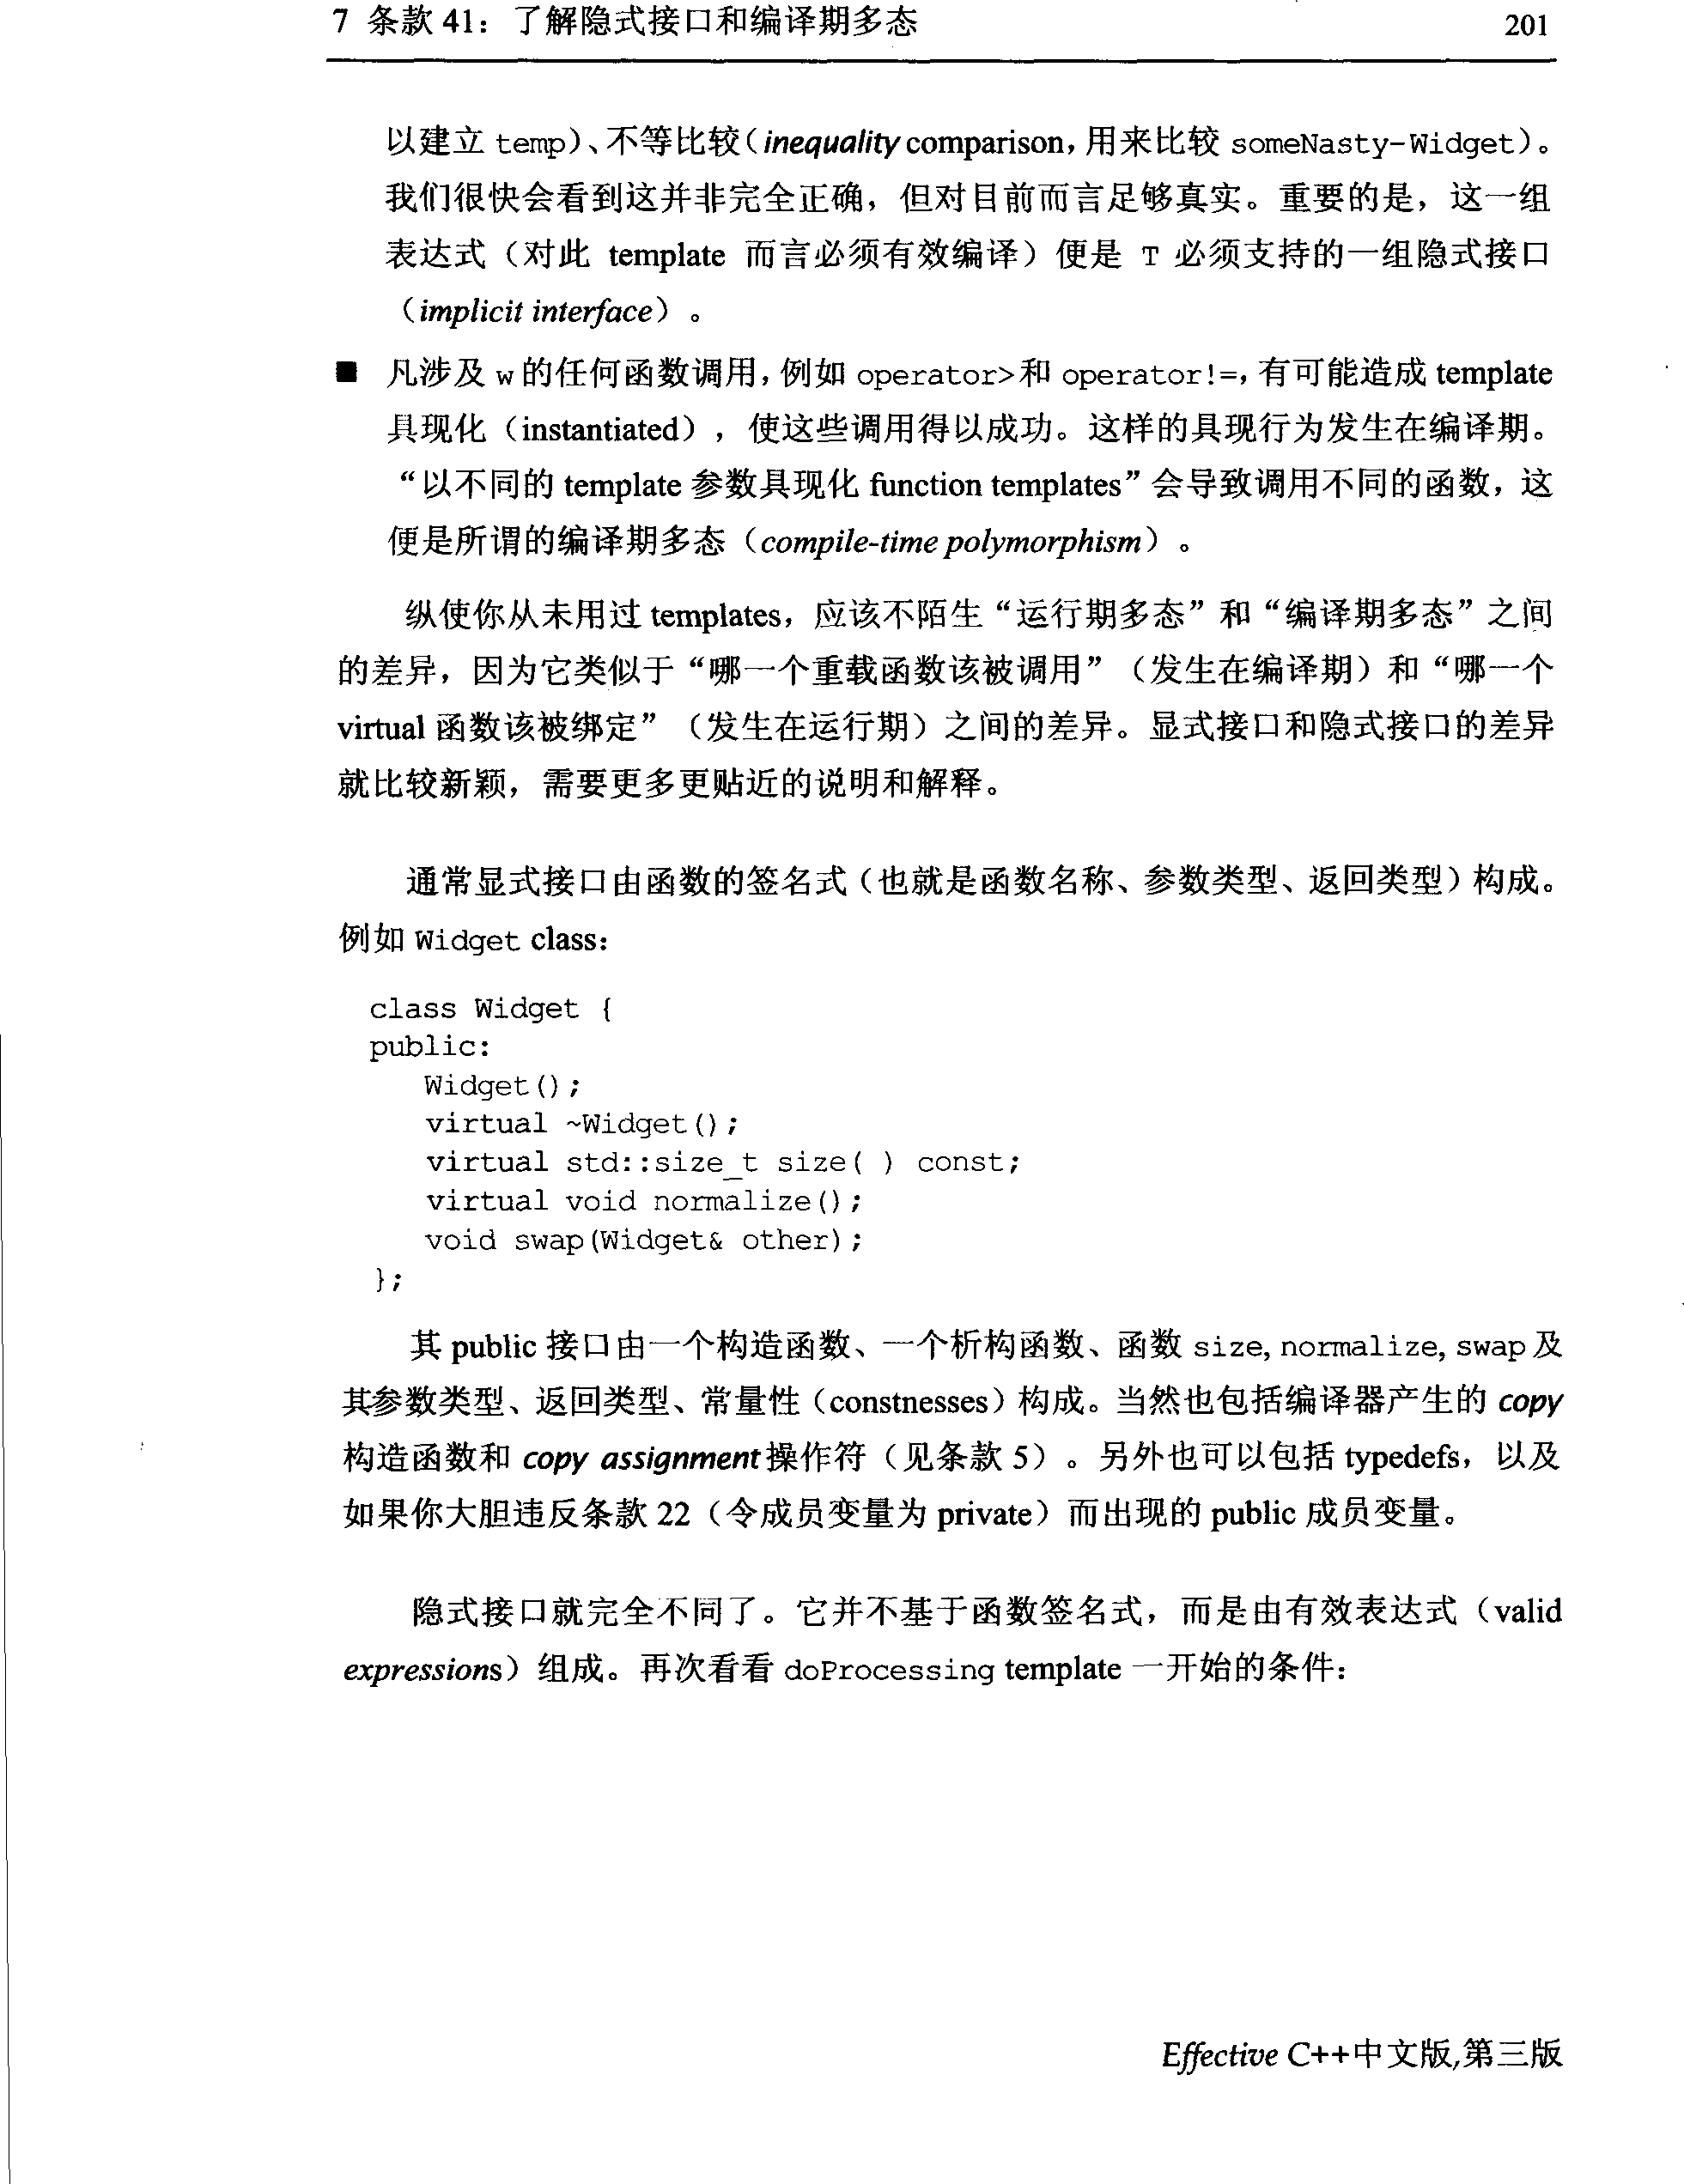 7 条款 41：了解隐式接口和编译期多态 201
以建立 temp)、不等比较(inequality comparison，用来比较 someNasty-Widget)。
我们很快会看到这并非完全正确，但对目前而言足够真实。重要的是，这一组
表达式（对此 template 而言必须有效编译）便是 T 必须支持的一组隐式接口
（implicit interface）。
■ 凡涉及 w 的任何函数调用，例如 operator>和 operator!=，有可能造成 template
具现化（instantiated），使这些调用得以成功。这样的具现行为发生在编译期。
“以不同的 template 参数具现化 function templates”会导致调用不同的函数，这
便是所谓的编译期多态（compile-time polymorphism）。
纵使你从未用过 templates，应该不陌生“运行期多态”和“编译期多态”之间
的差异，因为它类似于“哪一个重载函数该被调用”（发生在编译期）和“哪一个
virtual 函数该被绑定”（发生在运行期）之间的差异。显式接口和隐式接口的差异
就比较新颖，需要更多更贴近的说明和解释。
通常显式接口由函数的签名式（也就是函数名称、参数类型、返回类型）构成。
例如 Widget class：
class Widget {
public:
Widget();
virtual ~Widget();
virtual std::size_t size( ) const;
virtual void normalize();
void swap(Widget& other);
};
其 public 接口由一个构造函数、一个析构函数、函数 size, normalize, swap 及
其参数类型、返回类型、常量性（constnesses）构成。当然也包括编译器产生的 copy
构造函数和 copy assignment操作符（见条款 5）。另外也可以包括 typedefs，以及
如果你大胆违反条款 22（令成员变量为 private）而出现的 public 成员变量。
隐式接口就完全不同了。它并不基于函数签名式，而是由有效表达式（valid
expressions）组成。再次看看 doProcessing template 一开始的条件：
Effective C++中文版,第三版